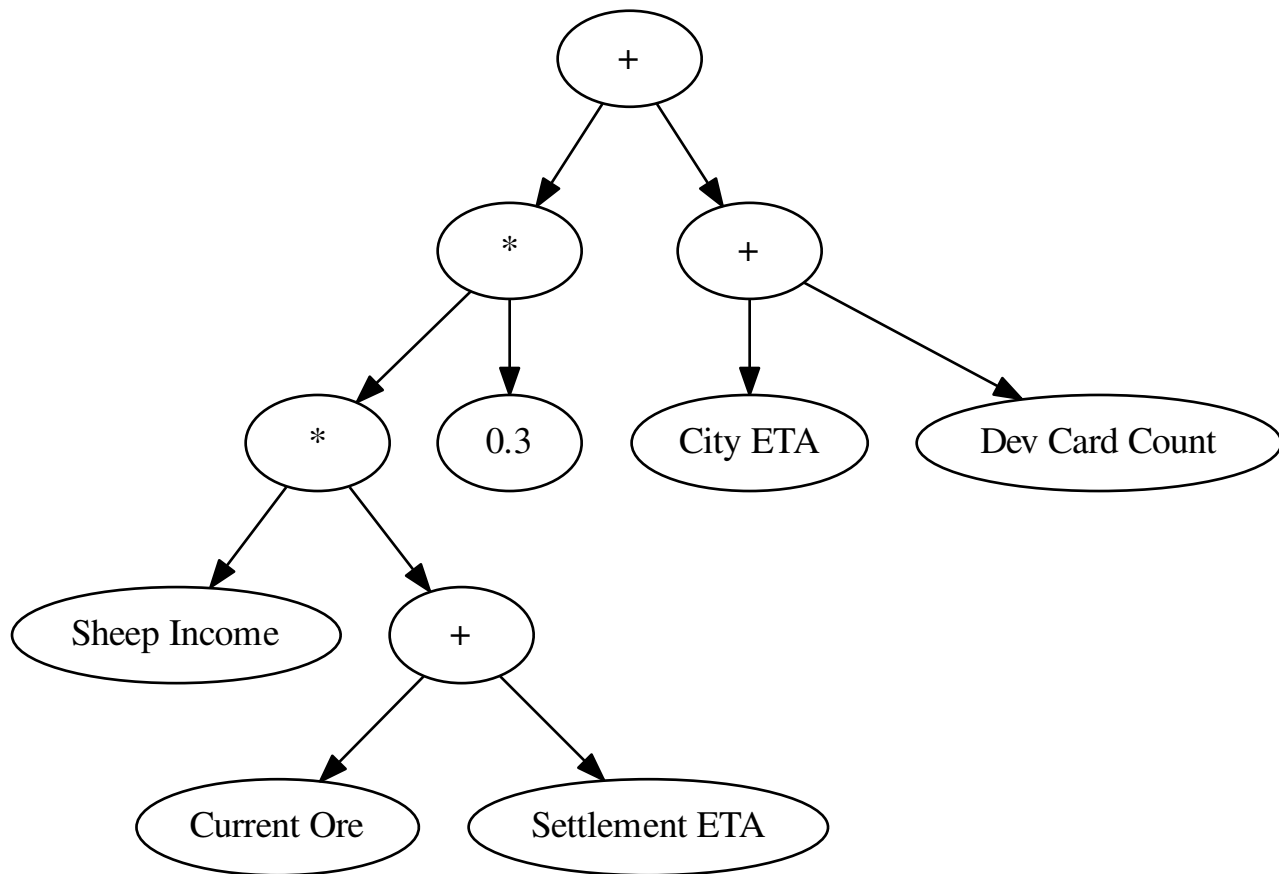 +
*
+
*
0.3
City ETA
Dev Card Count
Sheep Income
+
Current Ore
Settlement ETA